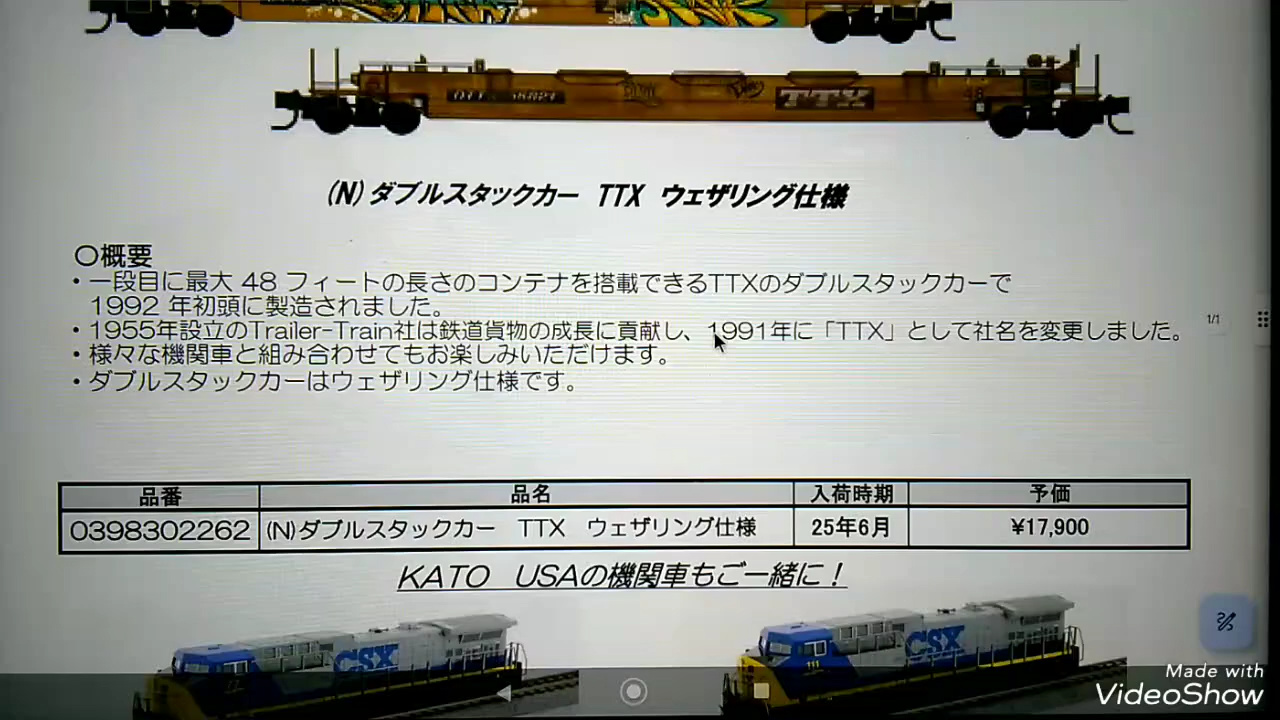 TTX
(N)ダブルスタックカー TTX ウェザリング仕様
〇概要
・一段目に最大 48 フィートの長さのコンテナを搭載できるTTXのダブルスタックカーで
1992 年初頭に製造されました。
・1955年設立のTrailer-Train社は鉄道貨物の成長に貢献し、1991年に「TTX」として社名を変更しました。
・様々な機関車と組み合わせてもお楽しみいただけます。
・ダブルスタックカーはウェザリング仕様です。
1/1
品番 品名 入荷時期 予価
0398302262 (N)ダブルスタックカー TTX ウェザリング仕様 25年6月 ¥17,900
KATO USAの機関車もご一緒に!
CSX CSX
111
Made with
VideoShow